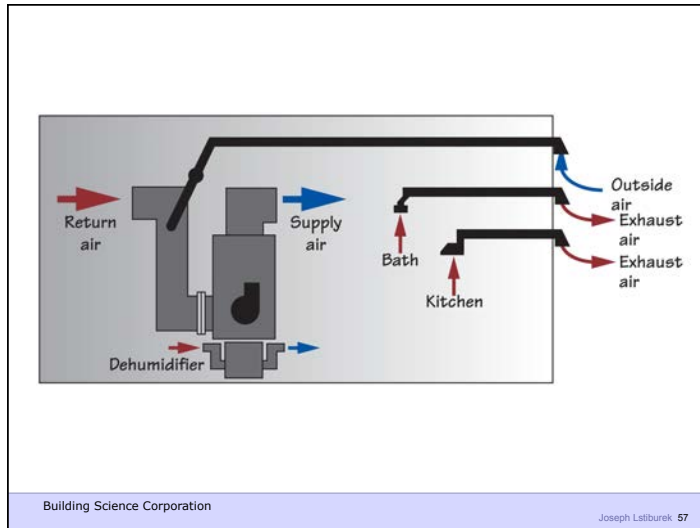 Return
air
Supply
air
Bath
Kitchen
Outside
air
Exhaust
air
Exhaust
air
Dehumidifier
Building Science Corporation
Joseph Lstiburek 57